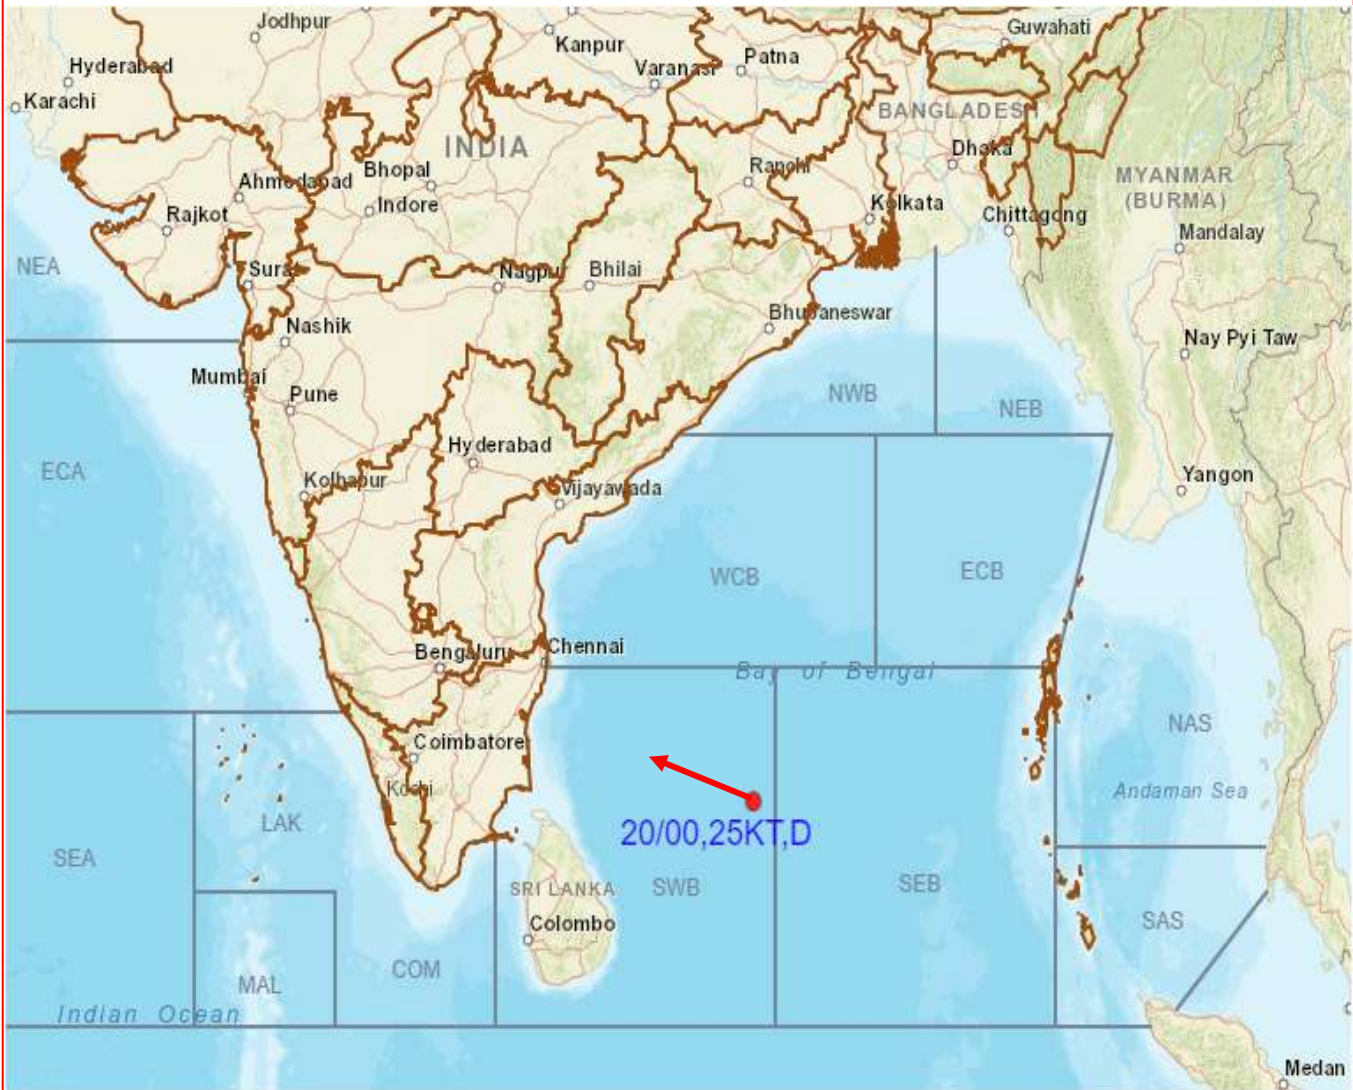 Jodhpur
Guwahati
Kanpur
Patna
Hyderabad
Varanasi
Karachi
BANGLADESH
INDIA
Dhaka
Bhopal
Ranchi
MYANMAR
(BURMA)
Ahmedabad
Indore
Kolkata
Rajkot
Chittagong
Mandalay
NEA
Surat
Nagpur
Bhilai
Bhubaneswar
Nashik
Nay Pyi Taw
Mumbai
Pune
NWB
NEB
Hyderabad
ECA
Kolhapur
Vijayawada
Yangon
WCB
ECB
Bengaluru
Chennai
Bay of Bengal
NAS
Coimbatore
Kochi
Andaman Sea
LAK
20/00,25KT,D
SEA
SRI LANKA
SWB
SEB
Colombo
SAS
COM
MAL
Indian Ocean
Medan